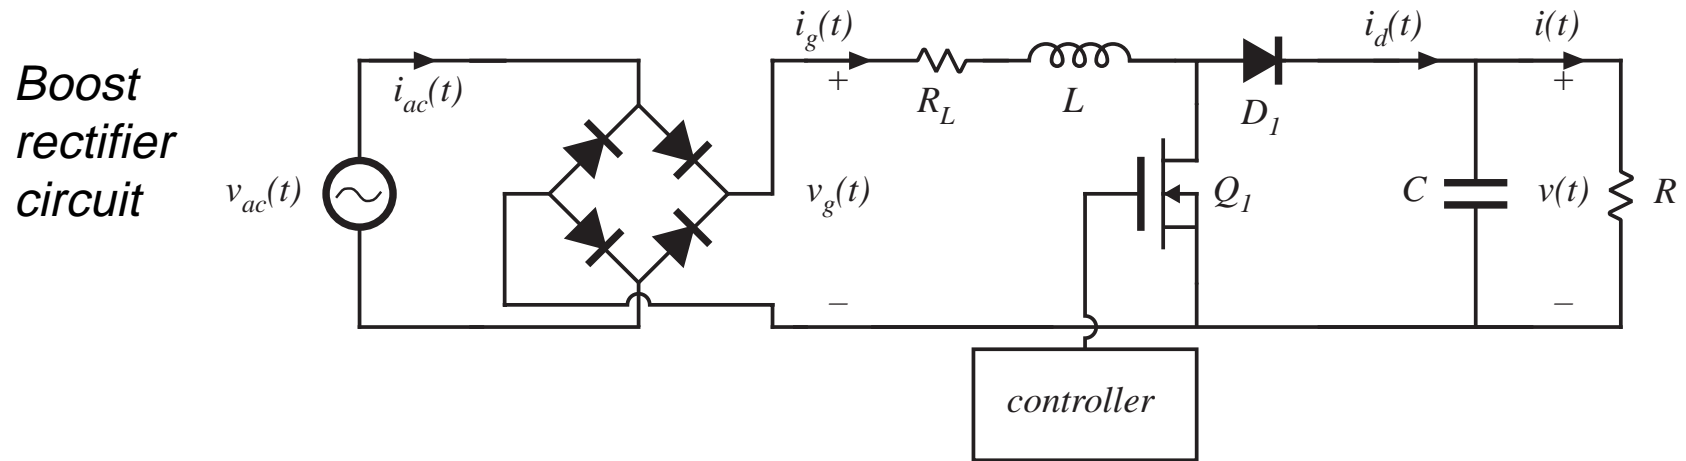 Boost
rectifier
circuit
i_ac(t)
v_ac(t)
i_g(t)
+
v_g(t)
–
R_L
L
D_1
Q_1
controller
i_d(t)
C
i(t)
+
v(t)
–
R